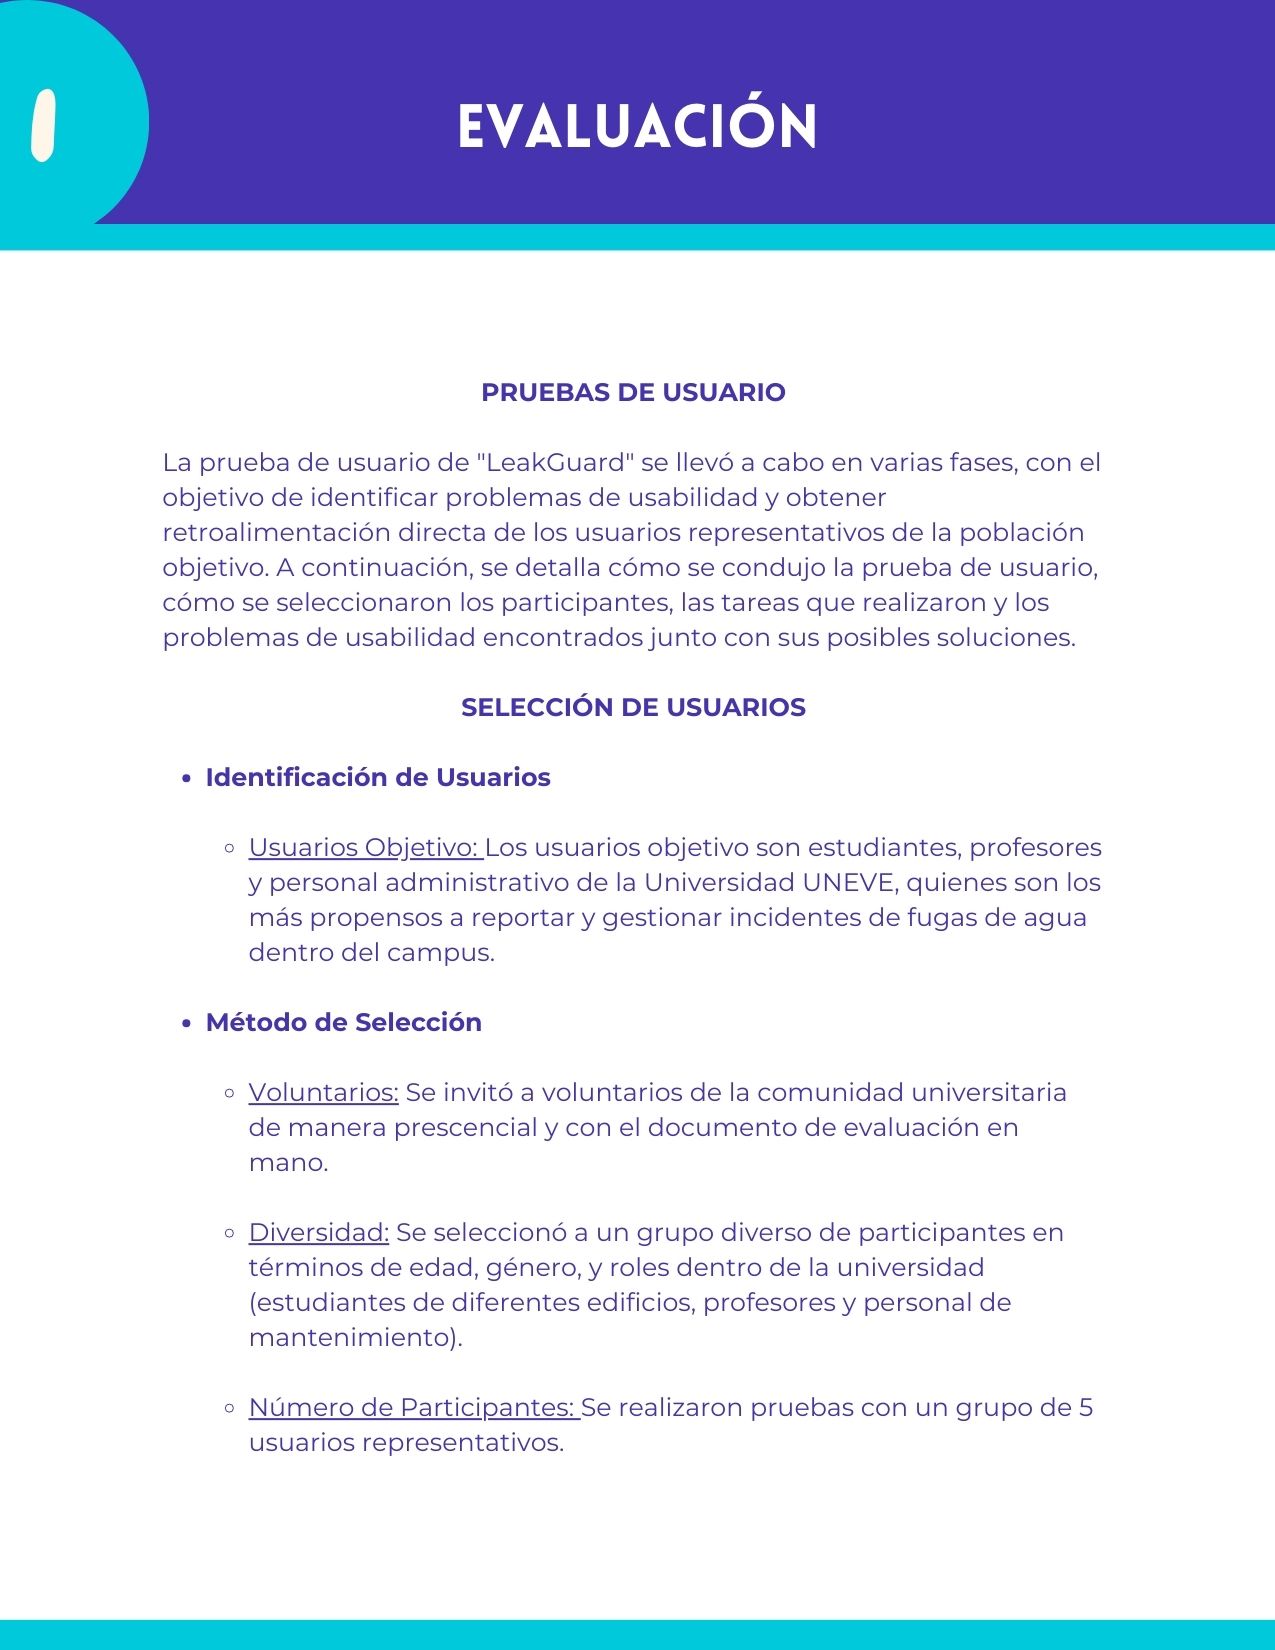 1
EVALUACIÓN
PRUEBAS DE USUARIO
La prueba de usuario de "LeakGuard" se llevó a cabo en varias fases, con el
objetivo de identificar problemas de usabilidad y obtener
retroalimentación directa de los usuarios representativos de la población
objetivo. A continuación, se detalla cómo se condujo la prueba de usuario,
cómo se seleccionaron los participantes, las tareas que realizaron y los
problemas de usabilidad encontrados junto con sus posibles soluciones.
SELECCIÓN DE USUARIOS
• Identificación de Usuarios
◦ Usuarios Objetivo: Los usuarios objetivo son estudiantes, profesores
y personal administrativo de la Universidad UNEVE, quienes son los
más propensos a reportar y gestionar incidentes de fugas de agua
dentro del campus.
• Método de Selección
◦ Voluntarios: Se invitó a voluntarios de la comunidad universitaria
de manera prescencial y con el documento de evaluación en
mano.
◦ Diversidad: Se seleccionó a un grupo diverso de participantes en
términos de edad, género, y roles dentro de la universidad
(estudiantes de diferentes edificios, profesores y personal de
mantenimiento).
◦ Número de Participantes: Se realizaron pruebas con un grupo de 5
usuarios representativos.